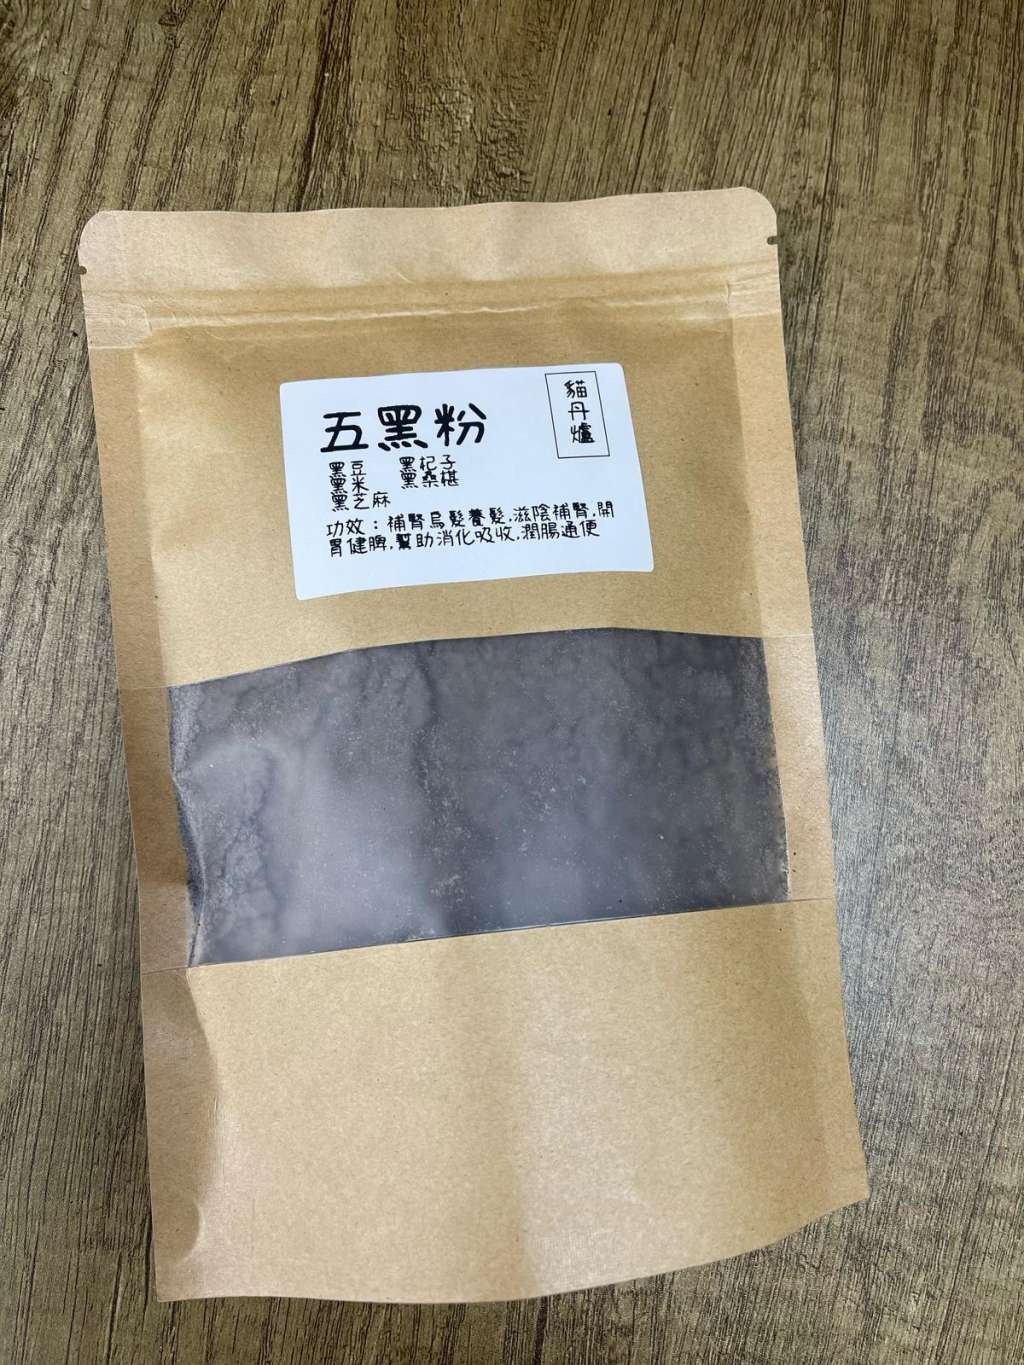 五黑粉
貓丹爐
黑豆 黑杞子
黑米 黑桑椹
黑芝麻
功效：補腎烏髮養髮,滋陰補腎,開
胃健脾,幫助消化吸收,潤腸通便